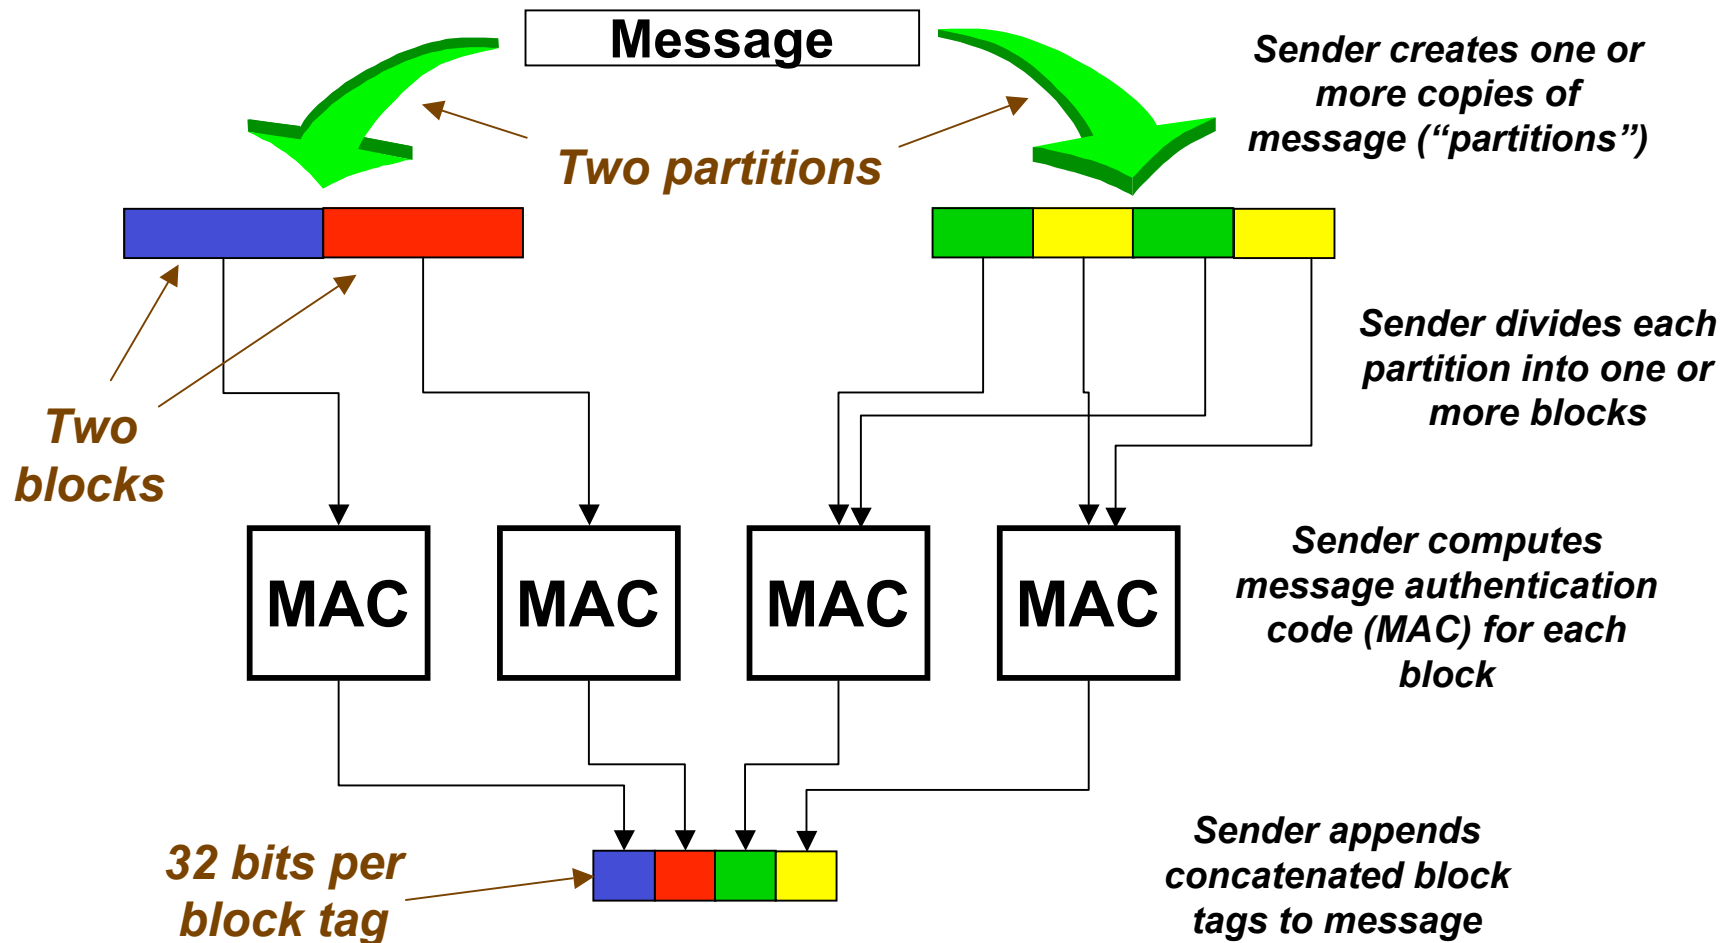 Message
Sender creates one or
more copies of
message (“partitions”)
Two partitions
Sender divides each
partition into one or
more blocks
Two
blocks
MAC
MAC
MAC
MAC
Sender computes
message authentication
code (MAC) for each
block
32 bits per
block tag
Sender appends
concatenated block
tags to message